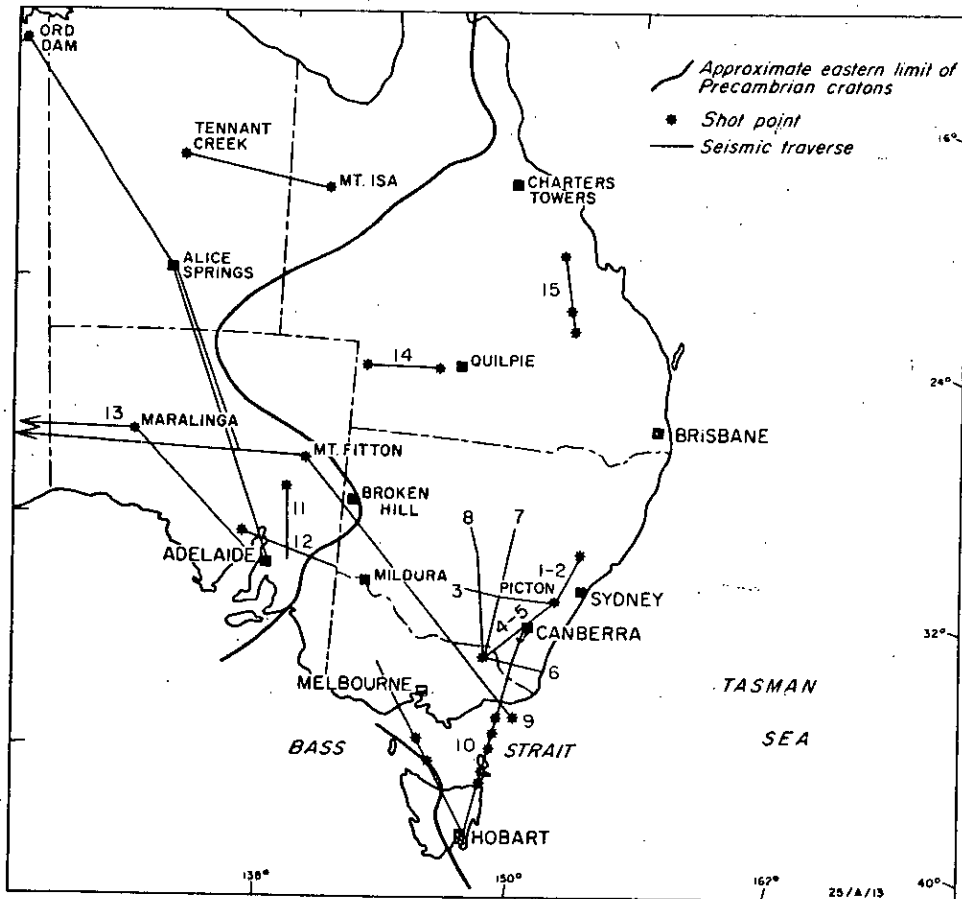 ORD
DAM
Approximate eastern limit of
Precambrian cratons
Shot point
Seismic traverse
16°
TENNANT
CREEK
MT. ISA
CHARTERS
TOWERS
ALICE
SPRINGS
15
14
QUILPIE
24°
13
MARALINGA
BRISBANE
MT. FITTON
BROKEN
HILL
11
8
7
12
ADELAIDE
MILDURA
1-2
3
PICTON
SYDNEY
4-5
CANBERRA
32°
6
MELBOURNE
TASMAN
SEA
9
BASS
10
STRAIT
HOBART
138°
150°
162°
40°
25/A/13